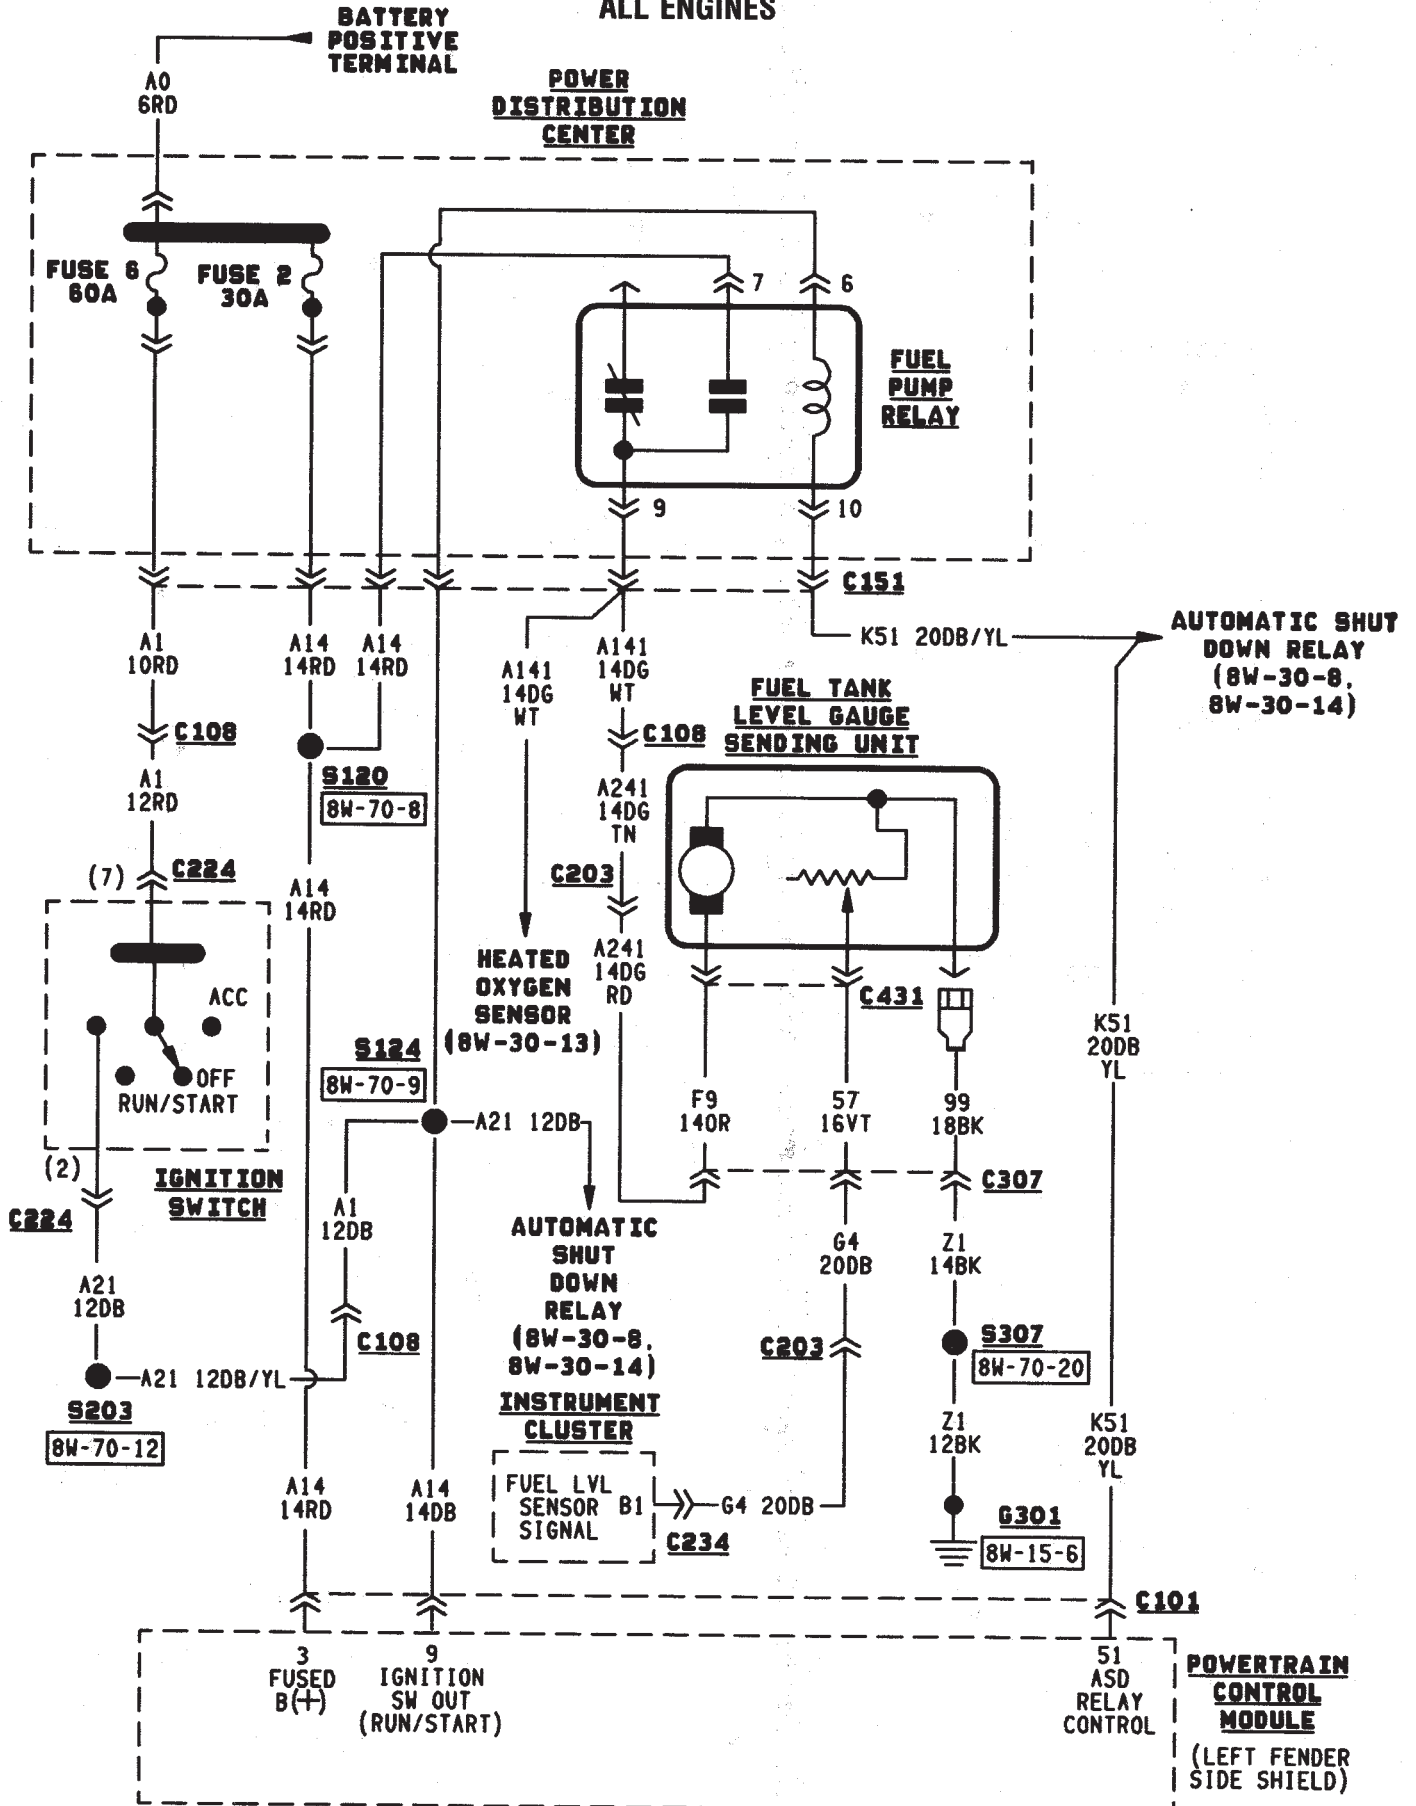 ALL ENGINES
BATTERY
POSITIVE
TERMINAL
A0
6RD
POWER
DISTRIBUTION
CENTER
FUSE 6
60A
FUSE 2
30A
7
6
FUEL
PUMP
RELAY
9
10
C151
A1
10RD
A14
14RD
A14
14RD
A141
14DG
WT
A141
14DG
WT
K51 20DB/YL
AUTOMATIC SHUT
DOWN RELAY
(8W-30-8,
8W-30-14)
C108
C108
FUEL TANK
LEVEL GAUGE
SENDING UNIT
S120
8W-70-8
A1
12RD
A241
14DG
TN
(7)
C224
C203
A14
14RD
A241
14DG
RD
HEATED
OXYGEN
SENSOR
(8W-30-13)
ACC
OFF
RUN/START
C431
K51
20DB
YL
S124
8W-70-9
A21 12DB
F9
14OR
57
16VT
99
18BK
(2)
IGNITION
SWITCH
C307
C224
A1
12DB
AUTOMATIC
SHUT
DOWN
RELAY
(8W-30-8,
8W-30-14)
G4
20DB
Z1
14BK
A21
12DB
C108
C203
S307
8W-70-20
A21 12DB/YL
S203
8W-70-12
INSTRUMENT
CLUSTER
Z1
12BK
K51
20DB
YL
A14
14RD
A14
14DB
FUEL LVL
SENSOR
SIGNAL
B1
G4 20DB
C234
G301
8W-15-6
C101
3
FUSED
B(+)
9
IGNITION
SW OUT
(RUN/START)
51
ASD
RELAY
CONTROL
POWERTRAIN
CONTROL
MODULE
(LEFT FENDER
SIDE SHIELD)